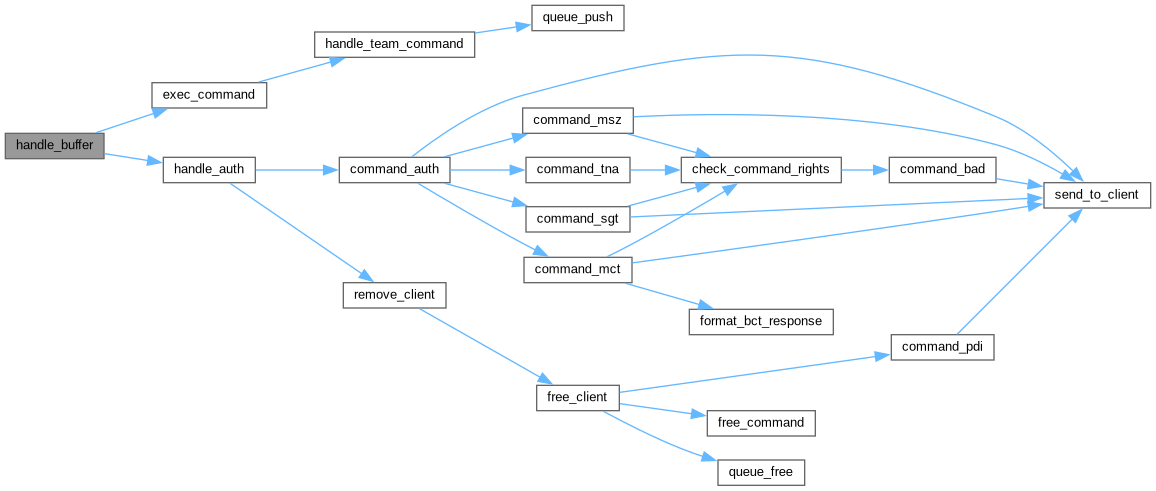 queue_push
handle_team_command
exec_command
command_msz
handle_buffer
handle_auth
command_auth
command_tna
check_command_rights
command_bad
send_to_client
command_sgt
command_mct
remove_client
format_bct_response
command_pdi
free_client
free_command
queue_free